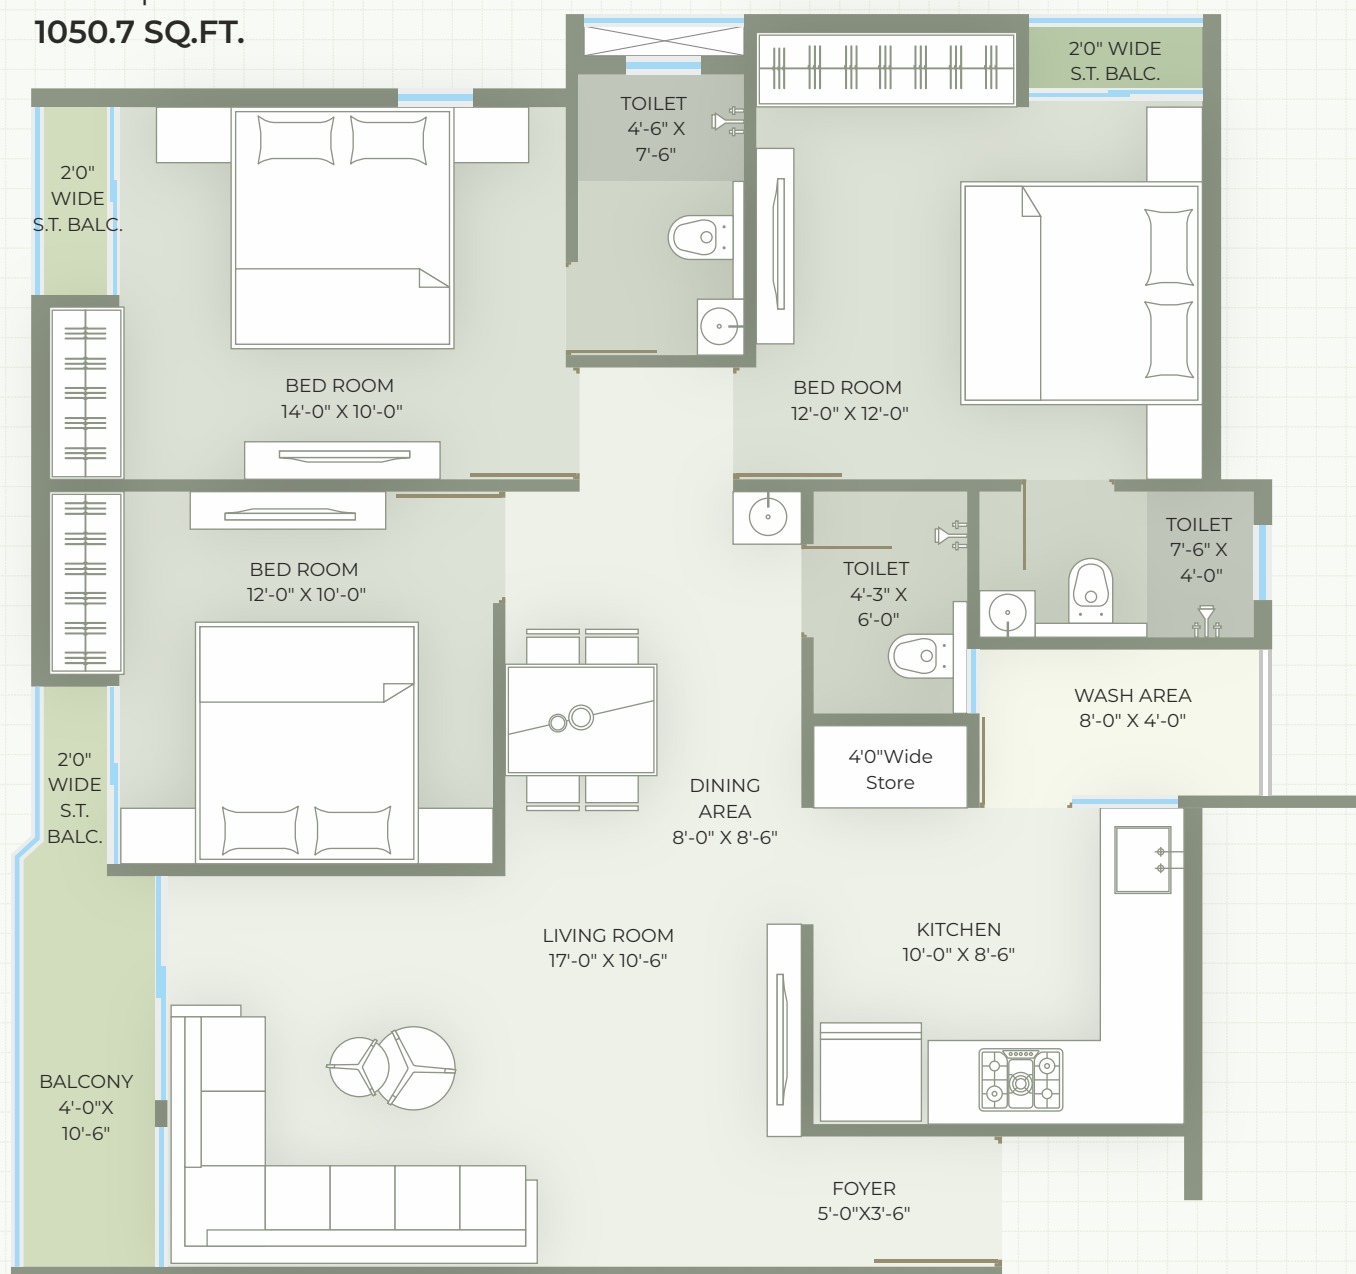 1050.7 SQ.FT.
2'0" WIDE
S.T. BALC.
TOILET
4'-6" X
7'-6"
2'0"
WIDE
S.T. BALC.
BED ROOM
14'-0" X 10'-0"
BED ROOM
12'-0" X 12'-0"
BED ROOM
12'-0" X 10'-0"
TOILET
4'-3" X
6'-0"
TOILET
7'-6" X
4'-0"
WASH AREA
8'-0" X 4'-0"
2'0"
WIDE
S.T.
BALC.
4'0"Wide
Store
DINING
AREA
8'-0" X 8'-6"
LIVING ROOM
17'-0" X 10'-6"
KITCHEN
10'-0" X 8'-6"
BALCONY
4'-0"X
10'-6"
FOYER
5'-0"X3'-6"